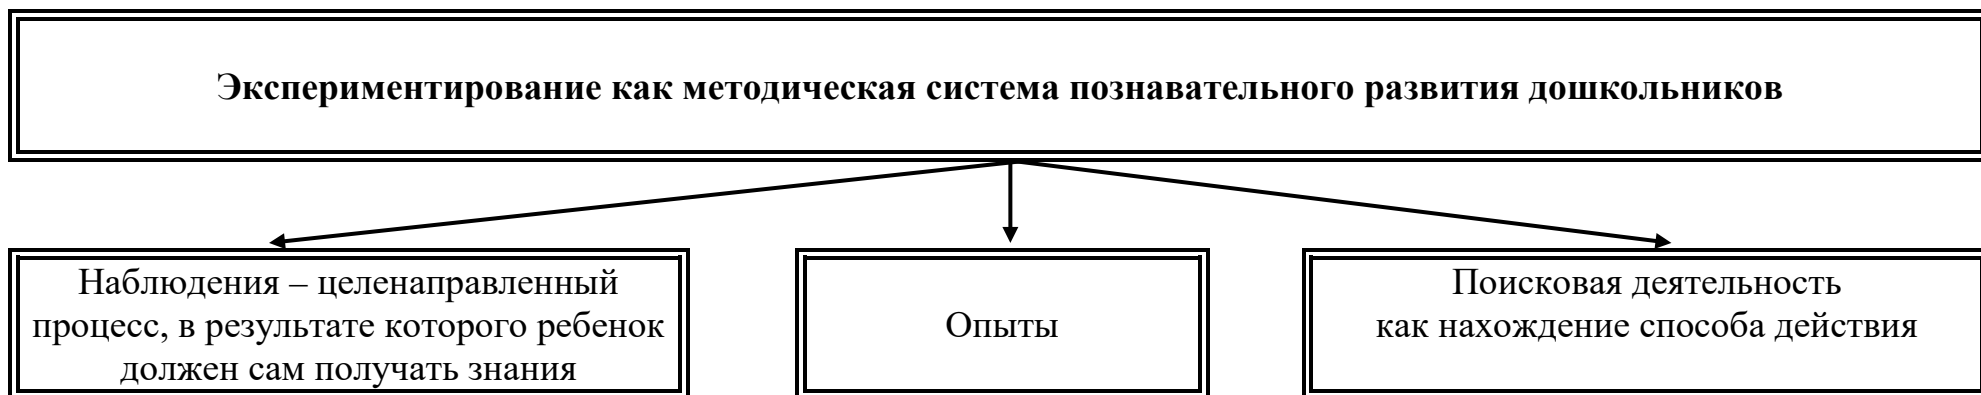 Экспериментирование как методическая система познавательного развития дошкольников
Наблюдения – целенаправленный
процесс, в результате которого ребенок
должен сам получать знания
Опыты
Поисковая деятельность
как нахождение способа действия